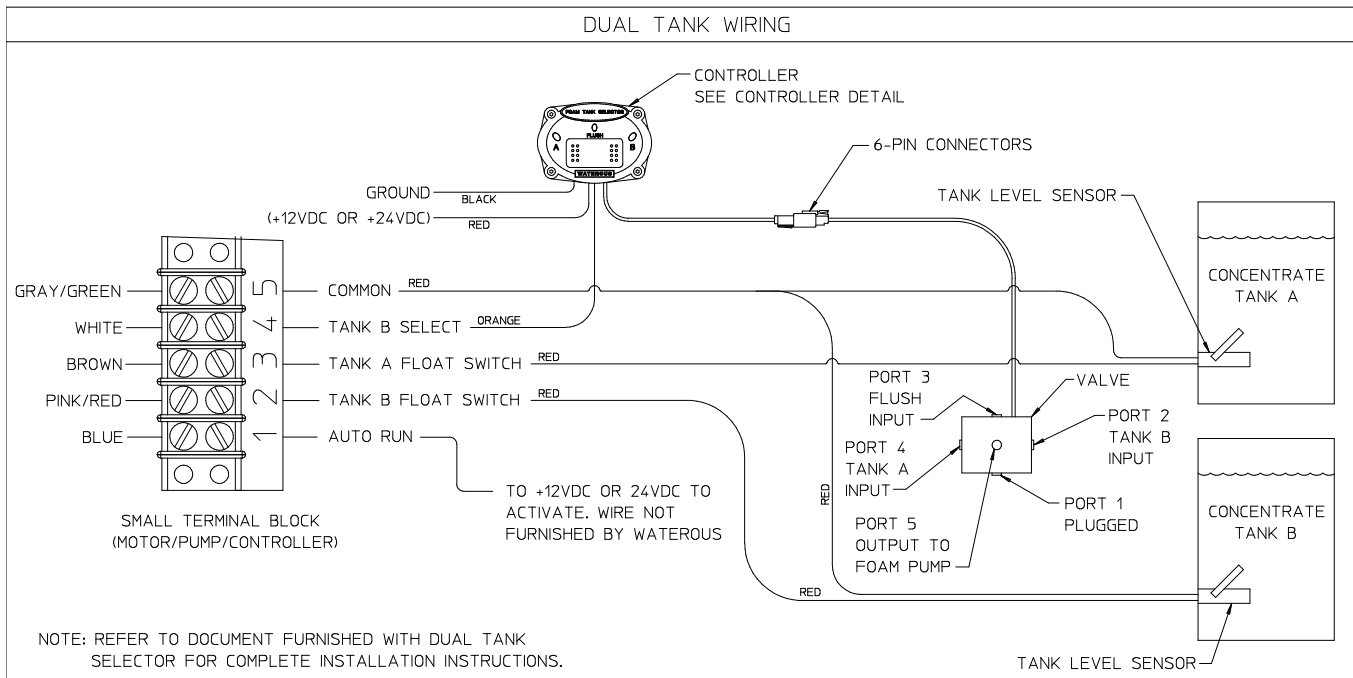 DUAL TANK WIRING
CONTROLLER
SEE CONTROLLER DETAIL
FOAM TANK SELECTOR
FLUSH
A
B
WATEROUS
6-PIN CONNECTORS
TANK LEVEL SENSOR
GROUND
BLACK
(+12VDC OR +24VDC)
RED
CONCENTRATE
TANK A
GRAY/GREEN
5
COMMON
RED
WHITE
4
TANK B SELECT
ORANGE
BROWN
3
TANK A FLOAT SWITCH
RED
PINK/RED
2
TANK B FLOAT SWITCH
RED
BLUE
1
AUTO RUN
PORT 3
FLUSH
INPUT
VALVE
PORT 2
TANK B
INPUT
PORT 4
TANK A
INPUT
PORT 1
PLUGGED
PORT 5
OUTPUT TO
FOAM PUMP
RED
CONCENTRATE
TANK B
TO +12VDC OR 24VDC TO
ACTIVATE. WIRE NOT
FURNISHED BY WATEROUS
SMALL TERMINAL BLOCK
(MOTOR/PUMP/CONTROLLER)
RED
NOTE: REFER TO DOCUMENT FURNISHED WITH DUAL TANK
SELECTOR FOR COMPLETE INSTALLATION INSTRUCTIONS.
TANK LEVEL SENSOR